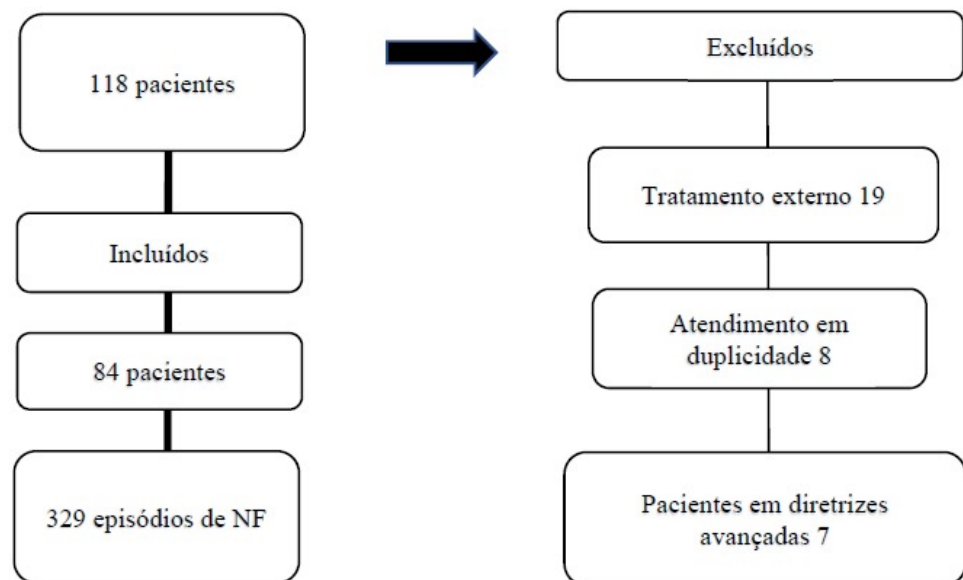 118 pacientes
Incluídos
84 pacientes
329 episódios de NF
Excluídos
Tratamento externo 19
Atendimento em
duplicidade 8
Pacientes em diretrizes
avançadas 7